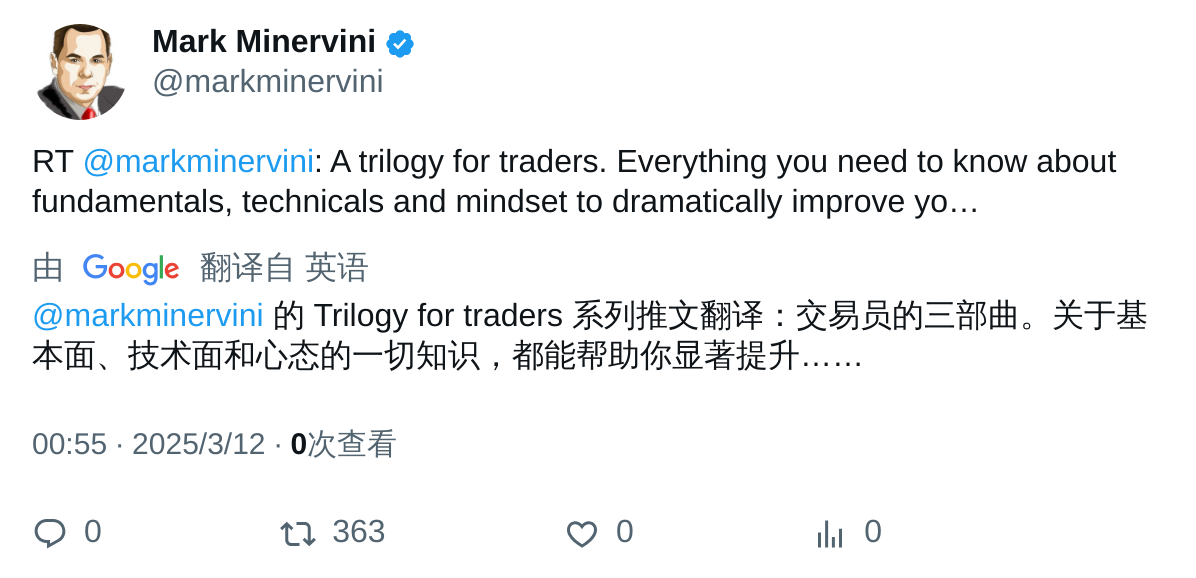 Mark Minervini
@markminervini
RT @markminervini: A trilogy for traders. Everything you need to know about
fundamentals, technicals and mindset to dramatically improve yo…
由 Google 翻译自 英语
@markminervini 的 Trilogy for traders 系列推文翻译：交易员的三部曲。关于基
本面、技术面和心态的一切知识，都能帮助你显著提升……
00:55 · 2025/3/12 · 0次查看
0 363 0 0